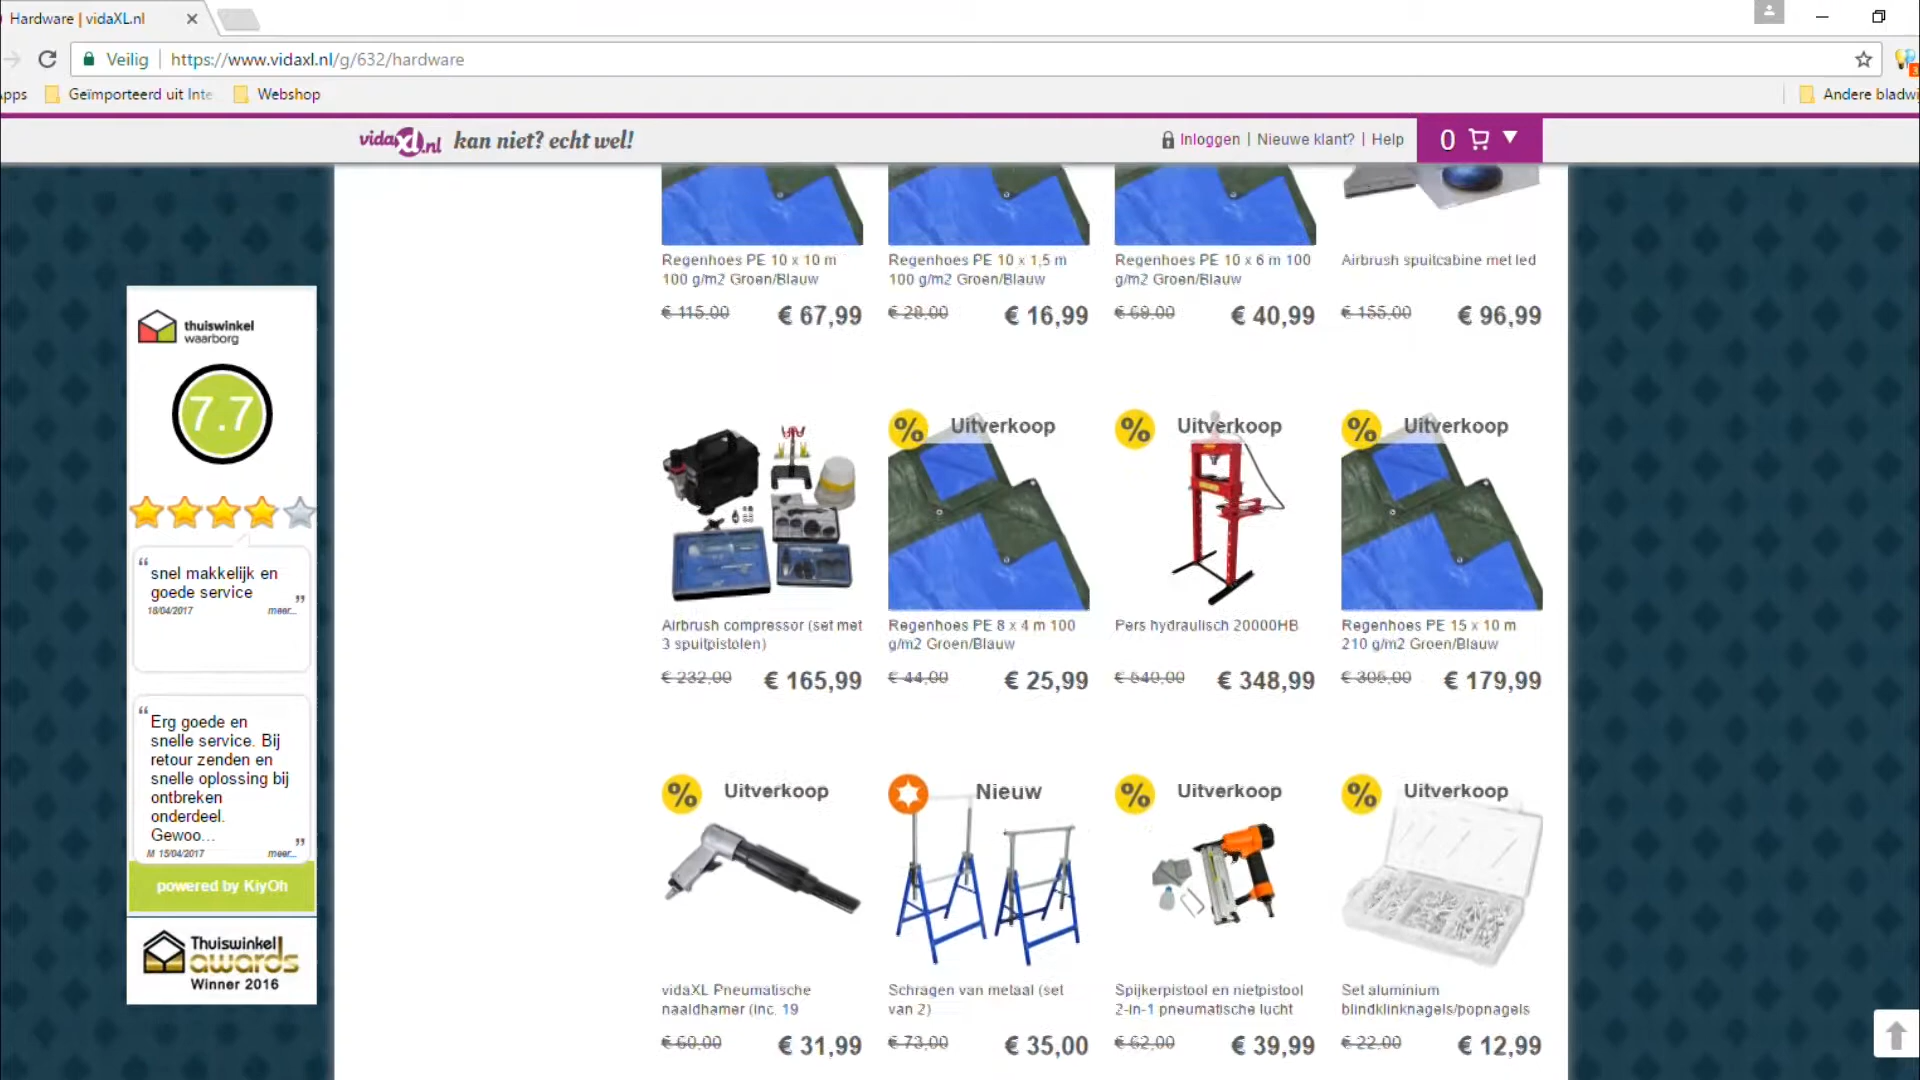 Hardware | vidaXL.nl
Veilig
https://www.vidaxl.nl/g/632/hardware
Geïmporteerd uit Inte
Webshop
Andere bladwi
vidaXL.nl kan niet? echt wel!
Inloggen | Nieuwe klant? | Help
0
Regenhoes PE 10 x 10 m
100 g/m2 Groen/Blauw
€ 115,00 € 67,99
Regenhoes PE 10 x 1,5 m
100 g/m2 Groen/Blauw
€ 28,00 € 16,99
Regenhoes PE 10 x 6 m 100
g/m2 Groen/Blauw
€ 69,00 € 40,99
Airbrush spuitcabine met led
€ 155,00 € 96,99
thuiswinkel
waarborg
7.7
“ snel makkelijk en
goede service ”
18/04/2017 meer...
“ Erg goede en
snelle service. Bij
retour zenden en
snelle oplossing bij
ontbreken
onderdeel.
Gewoo... ”
M 15/04/2017 meer...
powered by KiyOh
Thuiswinkel
awards
Winner 2016
Airbrush compressor (set met
3 spuitpistolen)
€ 232,00 € 165,99
% Uitverkoop
Regenhoes PE 8 x 4 m 100
g/m2 Groen/Blauw
€ 44,00 € 25,99
% Uitverkoop
Pers hydraulisch 20000HB
€ 540,00 € 348,99
% Uitverkoop
Regenhoes PE 15 x 10 m
210 g/m2 Groen/Blauw
€ 305,00 € 179,99
% Uitverkoop
vidaXL Pneumatische
naaldhamer (inc. 19
€ 50,00 € 31,99
Nieuw
Schragen van metaal (set
van 2)
€ 73,00 € 35,00
% Uitverkoop
Spijkerpistool en nietpistool
2-in-1 pneumatische lucht
€ 62,00 € 39,99
% Uitverkoop
Set aluminium
blindklinknagels/popnagels
€ 22,00 € 12,99